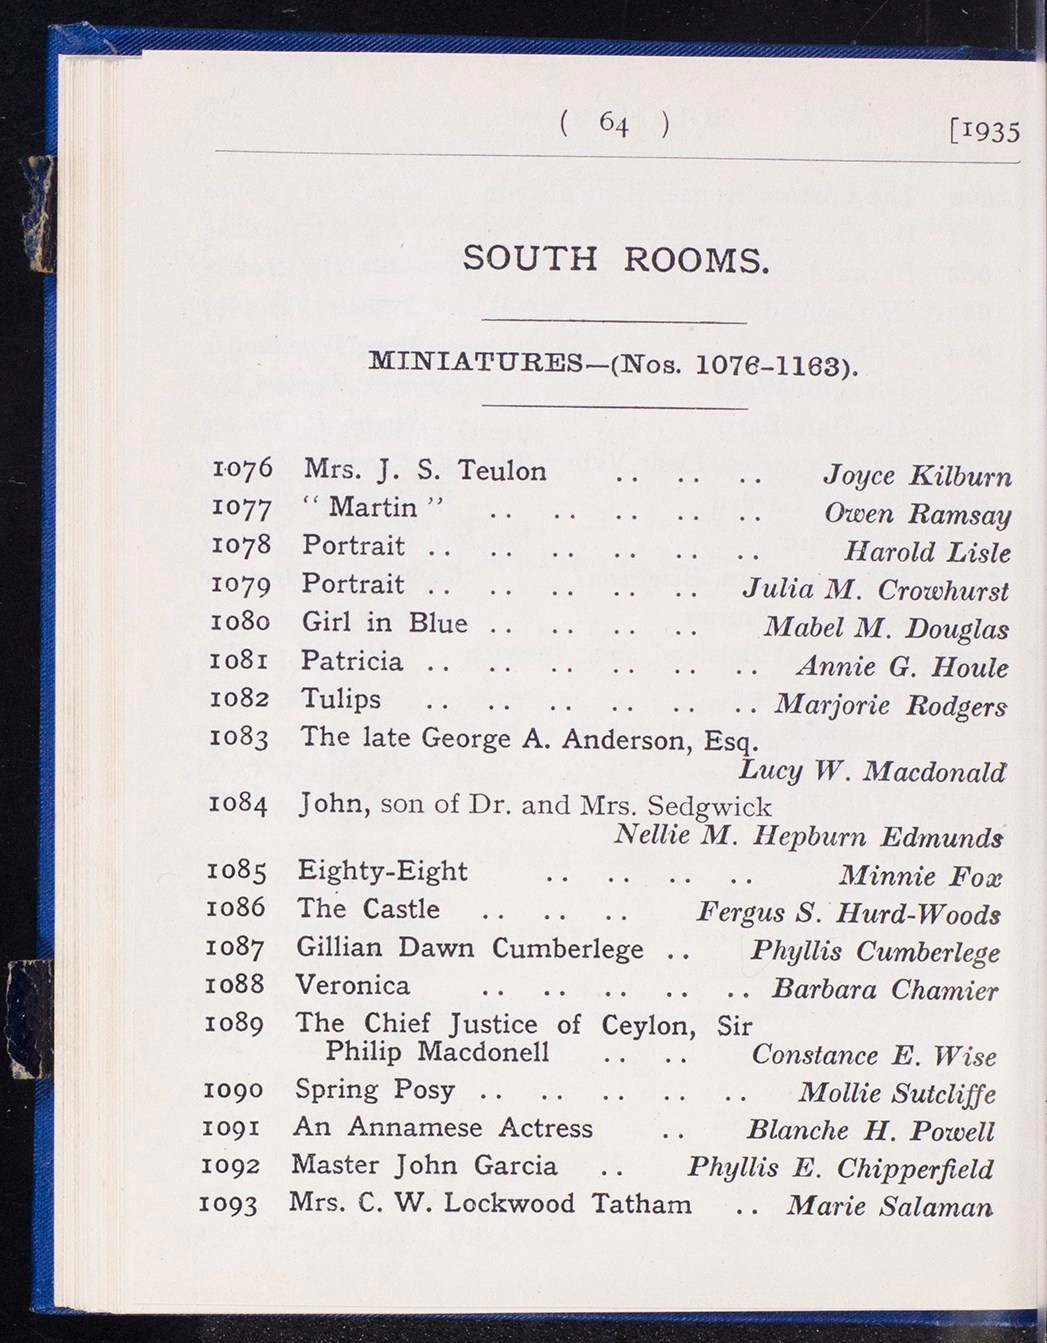 ( 64 ) [1935
SOUTH ROOMS.
MINIATURES—(Nos. 1076-1163).
1076 Mrs. J. S. Teulon .. .. .. Joyce Kilburn
1077 “ Martin ” .. .. .. .. .. Owen Ramsay
1078 Portrait .. .. .. .. .. .. Harold Lisle
1079 Portrait .. .. .. .. .. Julia M. Crowhurst
1080 Girl in Blue .. .. .. .. Mabel M. Douglas
1081 Patricia .. .. .. .. .. .. Annie G. Houle
1082 Tulips .. .. .. .. .. .. Marjorie Rodgers
1083 The late George A. Anderson, Esq.
Lucy W. Macdonald
1084 John, son of Dr. and Mrs. Sedgwick
Nellie M. Hepburn Edmunds
1085 Eighty-Eight .. .. .. .. Minnie Fox
1086 The Castle .. .. .. Fergus S. Hurd-Woods
1087 Gillian Dawn Cumberlege .. Phyllis Cumberlege
1088 Veronica .. .. .. .. .. Barbara Chamier
1089 The Chief Justice of Ceylon, Sir
Philip Macdonell .. .. Constance E. Wise
1090 Spring Posy .. .. .. .. .. Mollie Sutcliffe
1091 An Annamese Actress .. Blanche H. Powell
1092 Master John Garcia .. Phyllis E. Chipperfield
1093 Mrs. C. W. Lockwood Tatham .. Marie Salaman